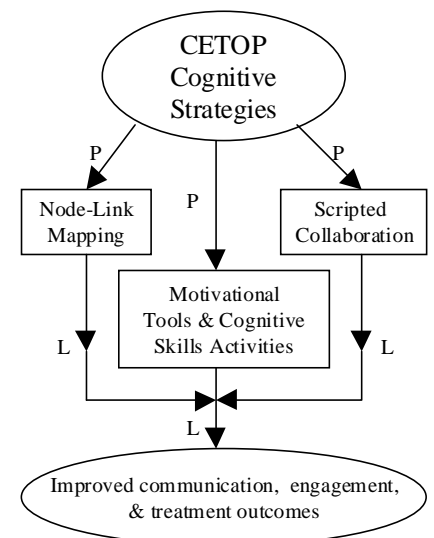 CETOP
Cognitive
Strategies
P
P
P
Node-Link
Mapping
Scripted
Collaboration
Motivational
Tools & Cognitive
Skills Activities
L
L
L
Improved communication, engagement,
& treatment outcomes